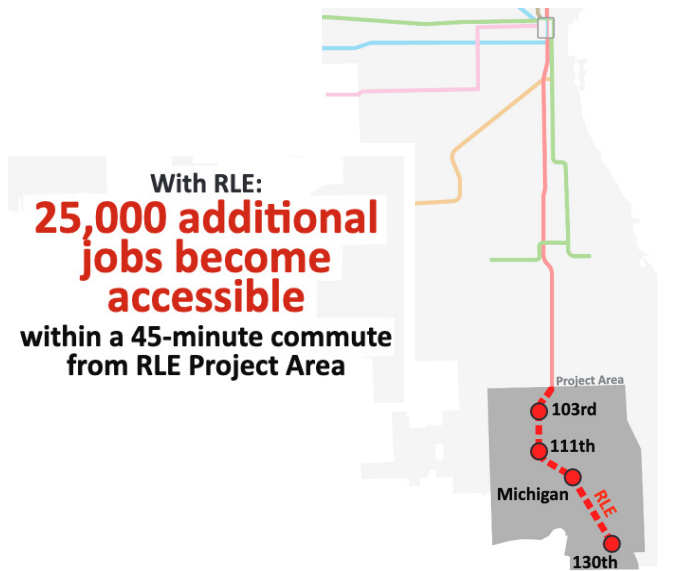 With RLE:
25,000 additional
jobs become
accessible
within a 45-minute commute
from RLE Project Area
Project Area
103rd
111th
Michigan
RLE
130th